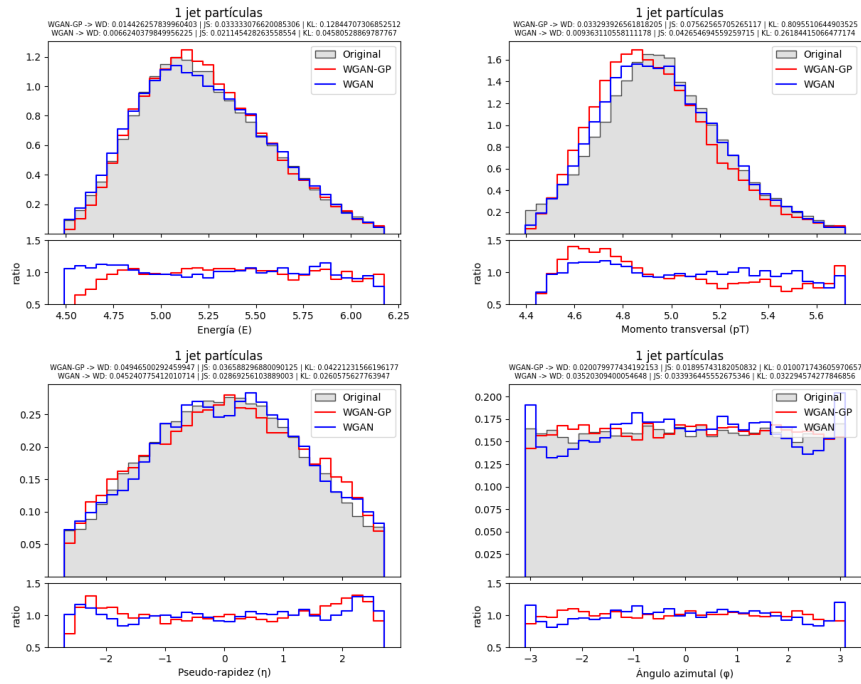 1 jet partículas
WGAN-GP -> WD: 0.014426257839960403 | JS: 0.033333076620085306 | KL: 0.12844707306852512
WGAN -> WD: 0.0066240379849956225 | JS: 0.021145428263558554 | KL: 0.04580528869787767
Original
WGAN-GP
WGAN
1.2
1.0
0.8
0.6
0.4
0.2
1.5
1.0
0.5
ratio
4.50 4.75 5.00 5.25 5.50 5.75 6.00 6.25
Energía (E)
1 jet partículas
WGAN-GP -> WD: 0.033293926561818205 | JS: 0.07562565705265117 | KL: 0.8095510644903525
WGAN -> WD: 0.009363110558111178 | JS: 0.042654694559259715 | KL: 0.26184415066477174
Original
WGAN-GP
WGAN
1.6
1.4
1.2
1.0
0.8
0.6
0.4
0.2
1.5
1.0
0.5
ratio
4.4 4.6 4.8 5.0 5.2 5.4 5.6
Momento transversal (pT)
1 jet partículas
WGAN-GP -> WD: 0.04946500292459947 | JS: 0.036588296880090125 | KL: 0.04221231566196177
WGAN -> WD: 0.045240775412010714 | JS: 0.02869256103889003 | KL: 0.0260575627763947
Original
WGAN-GP
WGAN
0.25
0.20
0.15
0.10
0.05
1.5
1.0
0.5
ratio
−2 −1 0 1 2
Pseudo-rapidez (η)
1 jet partículas
WGAN-GP -> WD: 0.020079977434192153 | JS: 0.01895743182050832 | KL: 0.010071743605970657
WGAN -> WD: 0.03520309400054648 | JS: 0.033936445552675346 | KL: 0.032294574277846856
Original
WGAN-GP
WGAN
0.200
0.175
0.150
0.125
0.100
0.075
0.050
0.025
1.5
1.0
0.5
ratio
−3 −2 −1 0 1 2 3
Ángulo azimutal (φ)